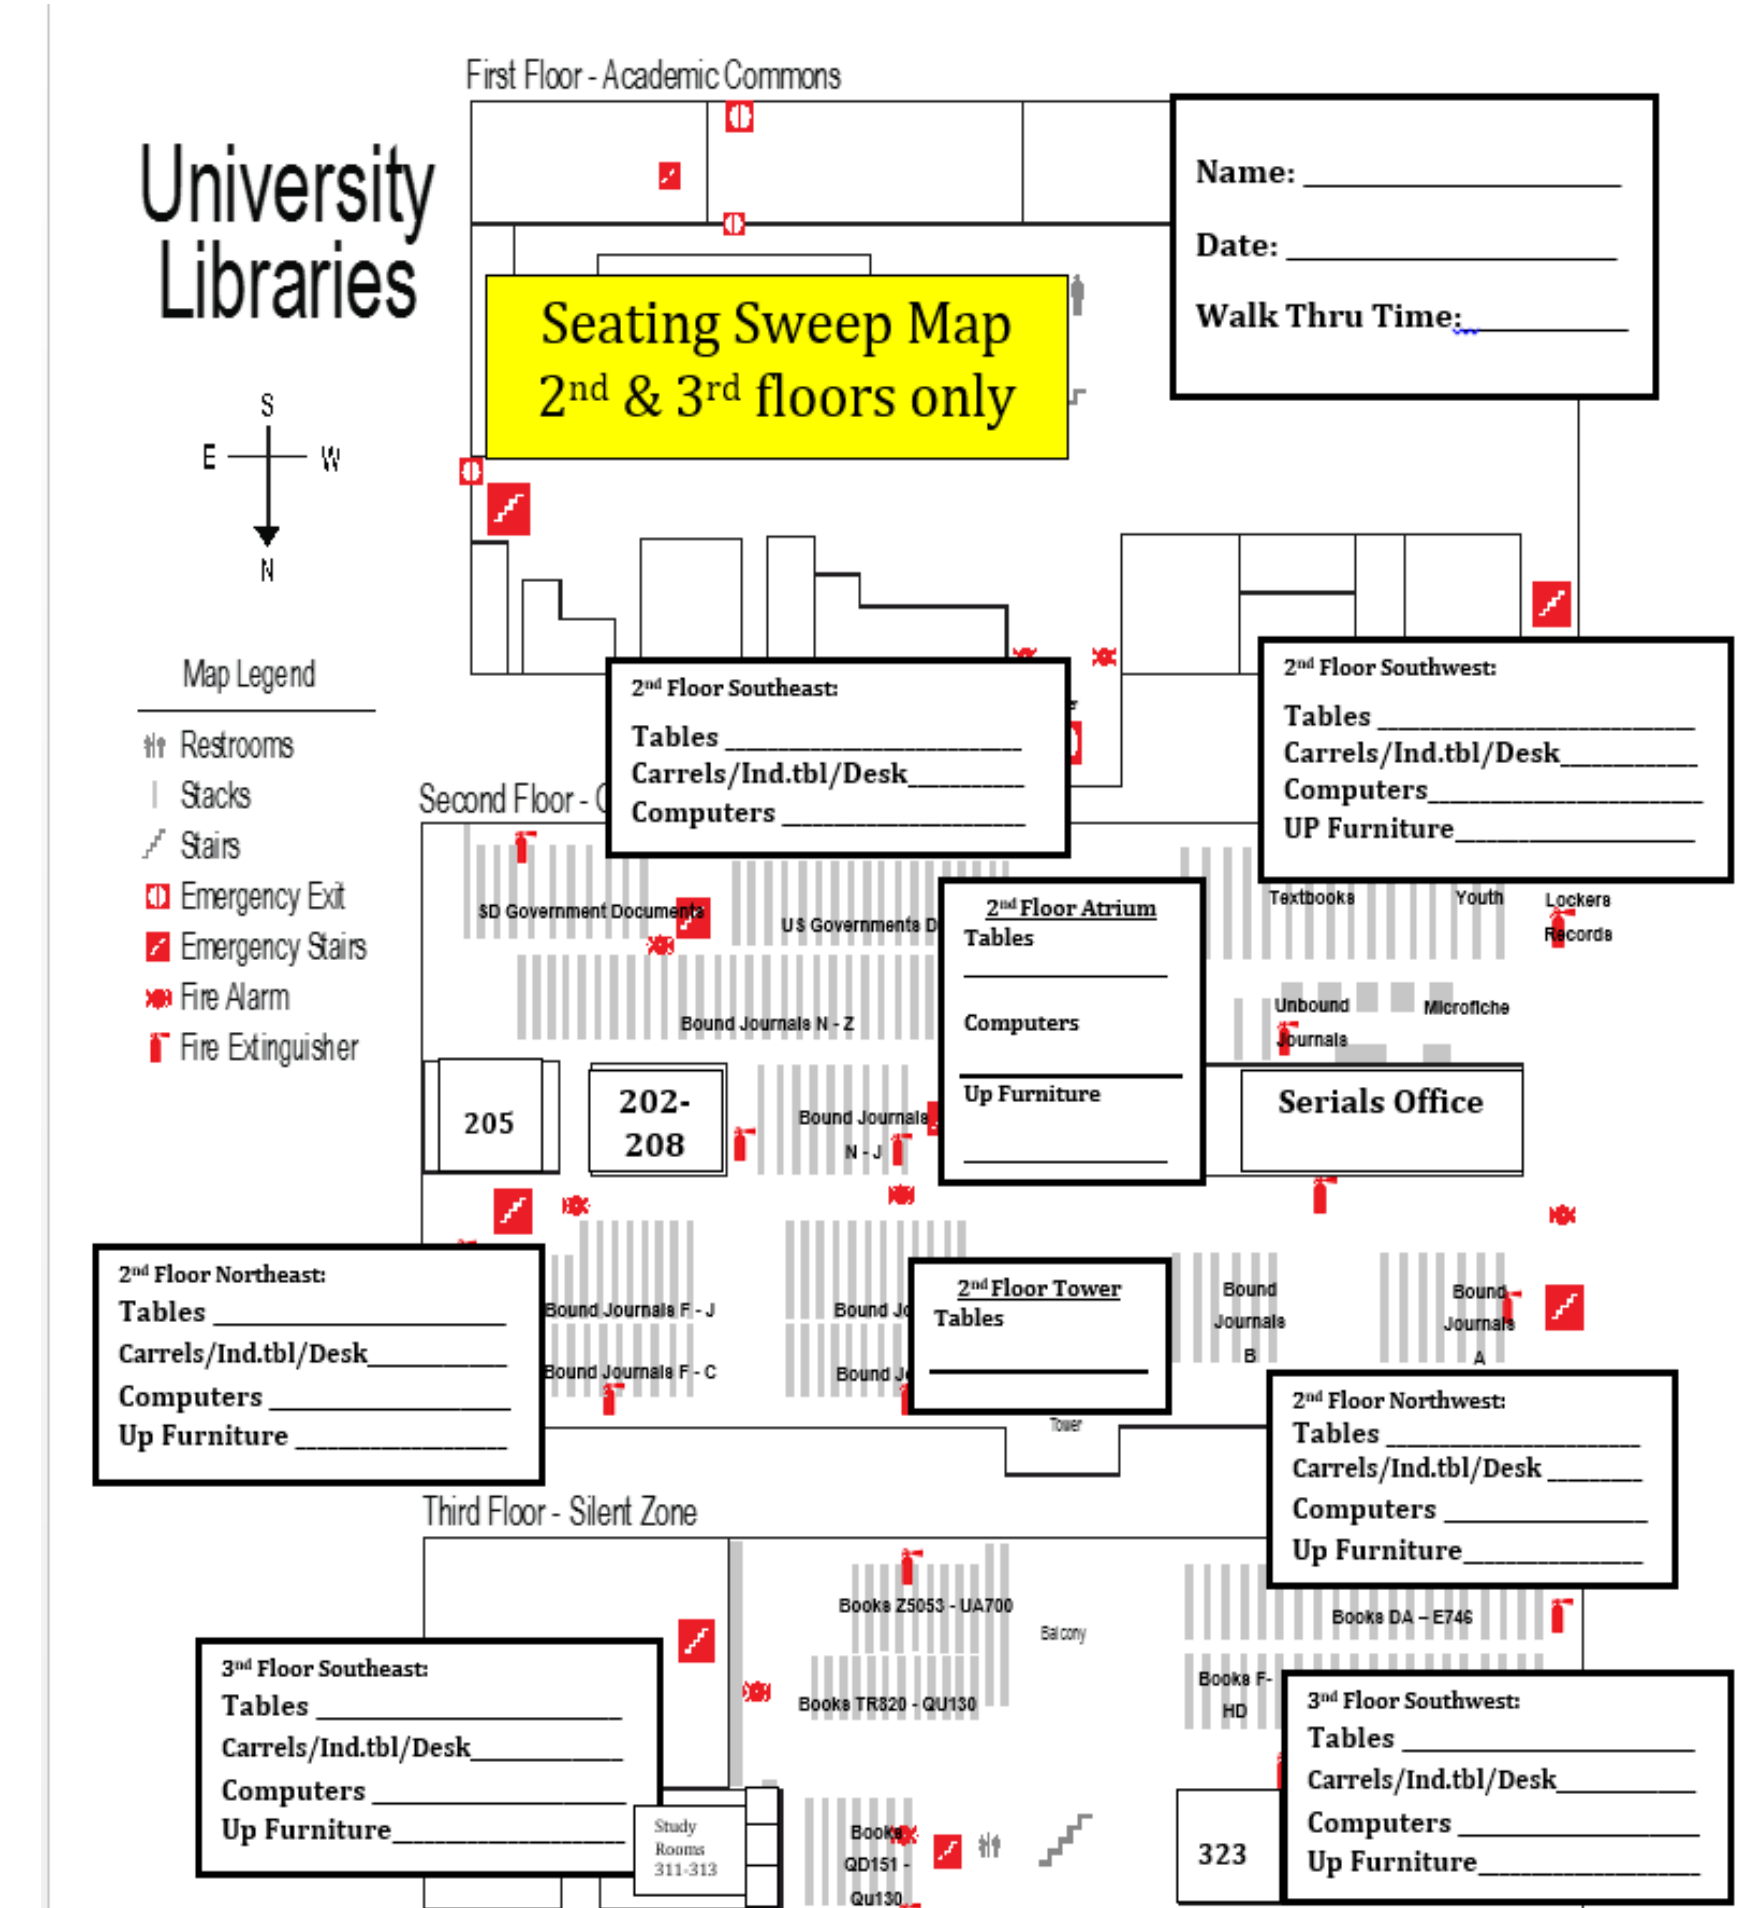 First Floor - Academic Commons
University
Libraries
Name:
Date:
Walk Thru Time:
Seating Sweep Map
2nd & 3rd floors only
S
E W
N
Map Legend
Restrooms
Stacks
Stairs
Emergency Exit
Emergency Stairs
Fire Alarm
Fire Extinguisher
2nd Floor Southeast:
Tables
Carrels/Ind.tbl/Desk
Computers
2nd Floor Southwest:
Tables
Carrels/Ind.tbl/Desk
Computers
UP Furniture
Second Floor -
SD Government Documents
US Governments D
Textbooks
Youth
Lockers
Records
2nd Floor Atrium
Tables
Computers
Up Furniture
Bound Journals N - Z
Unbound
Journals
Microfiche
205
202-
208
Bound Journals
N - J
Serials Office
2nd Floor Northeast:
Tables
Carrels/Ind.tbl/Desk
Computers
Up Furniture
Bound Journals F - J
Bound Journals F - C
Bound Jo
Bound Jo
2nd Floor Tower
Tables
Tower
Bound
Journals
B
Bound
Journals
A
2nd Floor Northwest:
Tables
Carrels/Ind.tbl/Desk
Computers
Up Furniture
Third Floor - Silent Zone
Books Z5053 - UA700
Balcony
Books DA – E746
Books TR820 - QU130
Books F-
HD
3nd Floor Southeast:
Tables
Carrels/Ind.tbl/Desk
Computers
Up Furniture
Study
Rooms
311-313
Books
QD151 -
Qu130
323
3nd Floor Southwest:
Tables
Carrels/Ind.tbl/Desk
Computers
Up Furniture